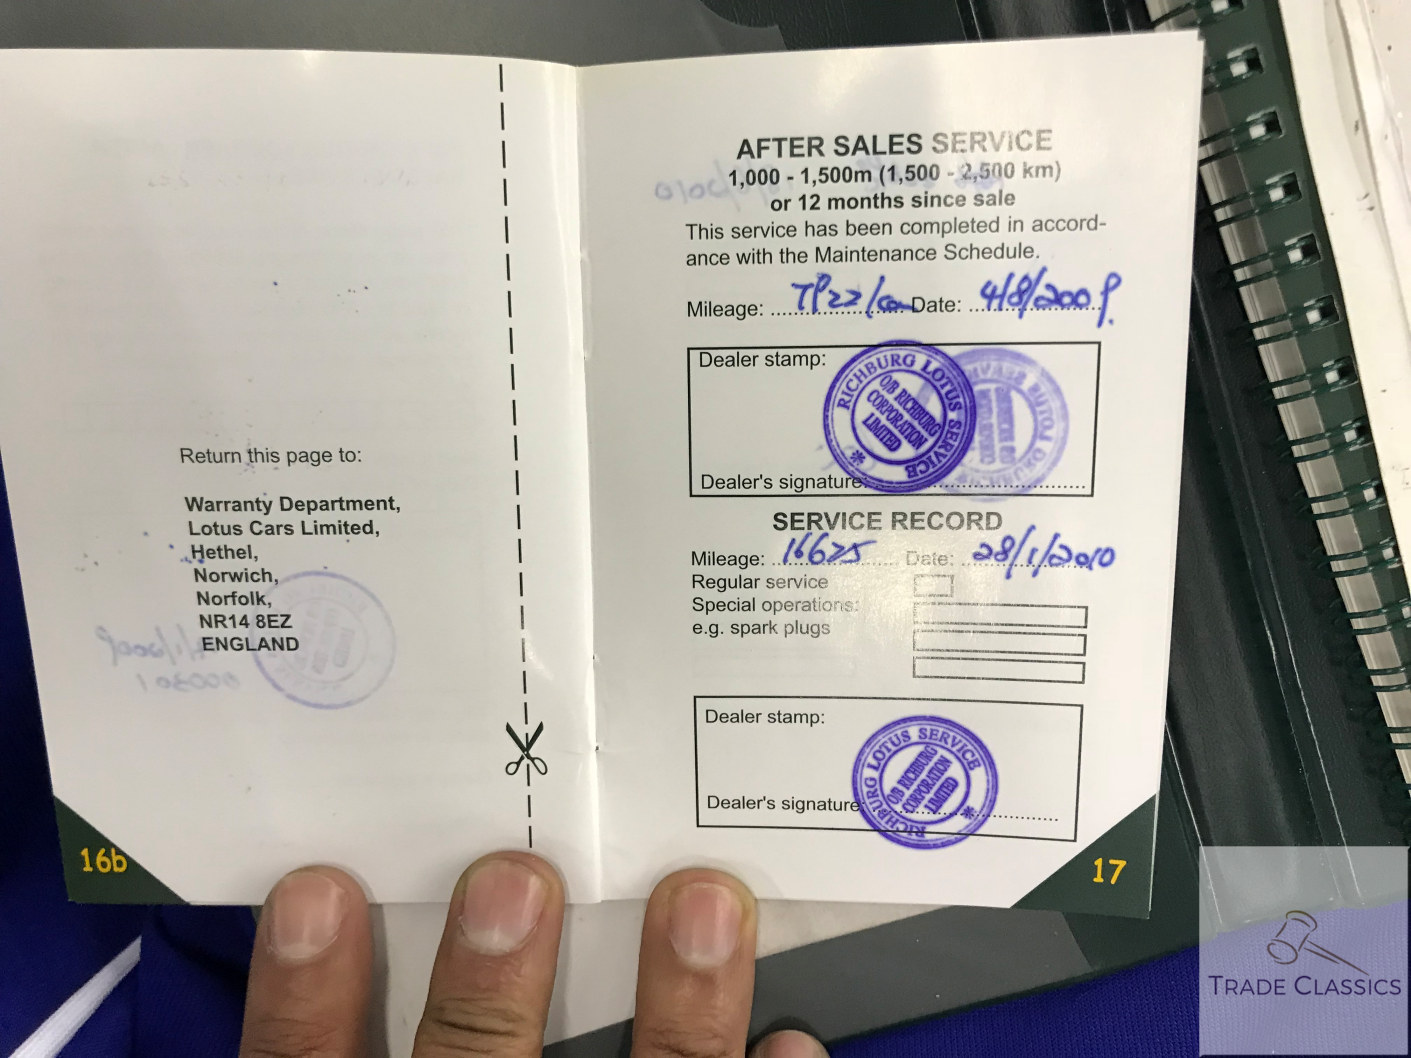 Return this page to:
Warranty Department,
Lotus Cars Limited,
Hethel,
Norwich,
Norfolk,
NR14 8EZ
ENGLAND
16b
AFTER SALES SERVICE
1,000 - 1,500m (1,500 - 2,500 km)
or 12 months since sale
This service has been completed in accord-
ance with the Maintenance Schedule.
Mileage: Date: 4/8/2009
Dealer stamp:
RICHBURG LOTUS SERVICE
O/B RICHBURG
CORPORATION
LIMITED
Dealer's signature
SERVICE RECORD
Mileage: 16625 Date: 28/1/2010
Regular service
Special operations:
e.g. spark plugs
Dealer stamp:
RICHBURG LOTUS SERVICE
O/B RICHBURG
CORPORATION
LIMITED
Dealer's signature:
17
TRADE CLASSICS